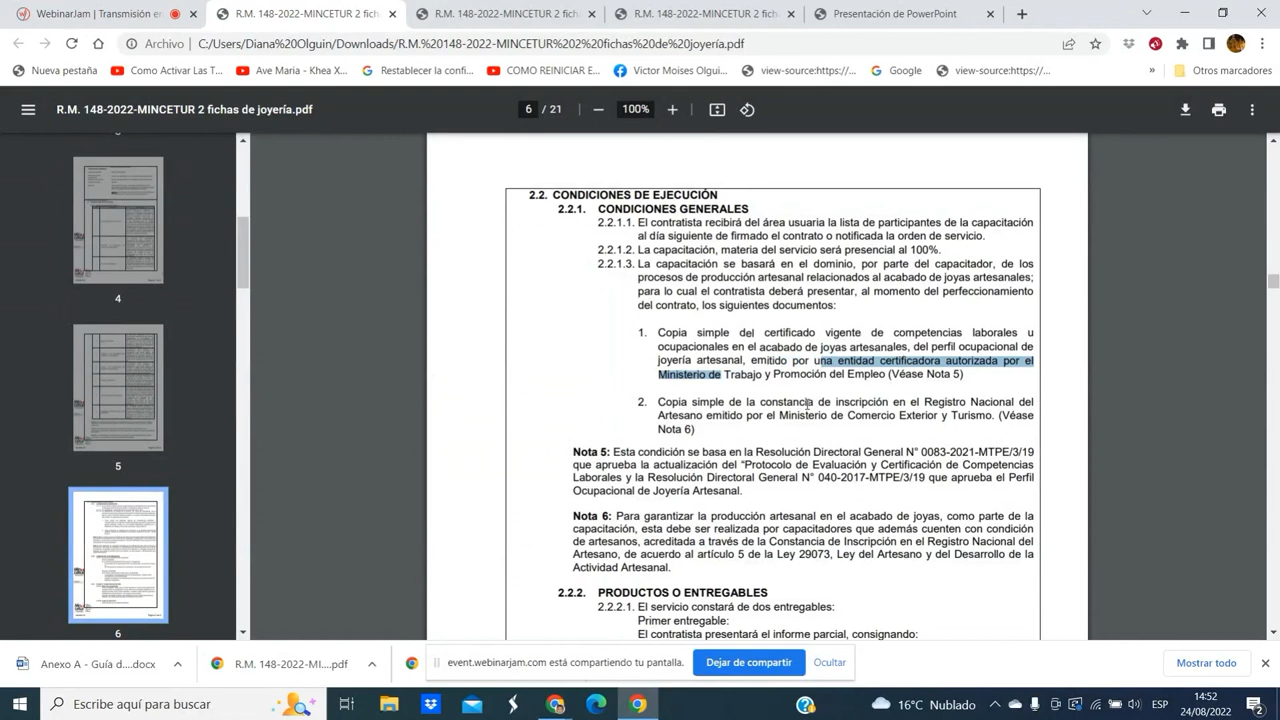 WebinarJam | Transmisión en
R.M. 148-2022-MINCETUR 2 fich
R.M. 148-2022-MINCETUR 2 fich
R.M. 148-2022-MINCETUR 2 fich
Presentación de PowerPoint
Archivo | C:/Users/Diana%20Olguin/Downloads/R.M.%20148-2022-MINCETUR%202%20fichas%20de%20joyería.pdf
Nueva pestaña
Como Activar Las T...
Ave Maria - Khea X...
Restablecer la confi...
COMO REINICIAR E...
Victor Moises Olgui...
view-source:https:/...
Google
view-source:https:/...
»
Otros marcadores
R.M. 148-2022-MINCETUR 2 fichas de joyería.pdf
6 / 21
100%
4
5
6
2.2. CONDICIONES DE EJECUCIÓN
2.2.1. CONDICIONES GENERALES
2.2.1.1. El contratista recibirá del área usuaria la lista de participantes de la capacitación
al día siguiente de firmado el contrato o notificada la orden de servicio.
2.2.1.2. La capacitación, materia del servicio será presencial al 100%.
2.2.1.3. La capacitación se basará en el dominio, por parte del capacitador, de los
procesos de producción artesanal relacionados al acabado de joyas artesanales;
para lo cual el contratista deberá presentar, al momento del perfeccionamiento
del contrato, los siguientes documentos:
1. Copia simple del certificado vigente de competencias laborales u
ocupacionales en el acabado de joyas artesanales, del perfil ocupacional de
joyería artesanal, emitido por una entidad certificadora autorizada por el
Ministerio de Trabajo y Promoción del Empleo (Véase Nota 5)
2. Copia simple de la constancia de inscripción en el Registro Nacional del
Artesano emitido por el Ministerio de Comercio Exterior y Turismo. (Véase
Nota 6)
Nota 5: Esta condición se basa en la Resolución Directoral General N° 0083-2021-MTPE/3/19
que aprueba la actualización del “Protocolo de Evaluación y Certificación de Competencias
Laborales y la Resolución Directoral General N° 040-2017-MTPE/3/19 que aprueba el Perfil
Ocupacional de Joyería Artesanal.
Nota 6: Para garantizar la producción artesanal en el acabado de joyas, como parte de la
capacitación, esta debe ser realizada por capacitadores que además cuenten con condición
de artesanos, acreditada a través de la Constancia de Inscripción en el Registro Nacional del
Artesano, de acuerdo al artículo 5 de la Ley 29073, Ley del Artesano y del Desarrollo de la
Actividad Artesanal.
2.2.2. PRODUCTOS O ENTREGABLES
2.2.2.1. El servicio constará de dos entregables:
Primer entregable:
El contratista presentará el informe parcial, consignando:
Anexo A - Guía d....docx
R.M. 148-2022-MI....pdf
event.webinarjam.com está compartiendo tu pantalla.
Dejar de compartir
Ocultar
Mostrar todo
Escribe aquí para buscar
16°C Nublado
ESP
14:52
24/08/2022
2